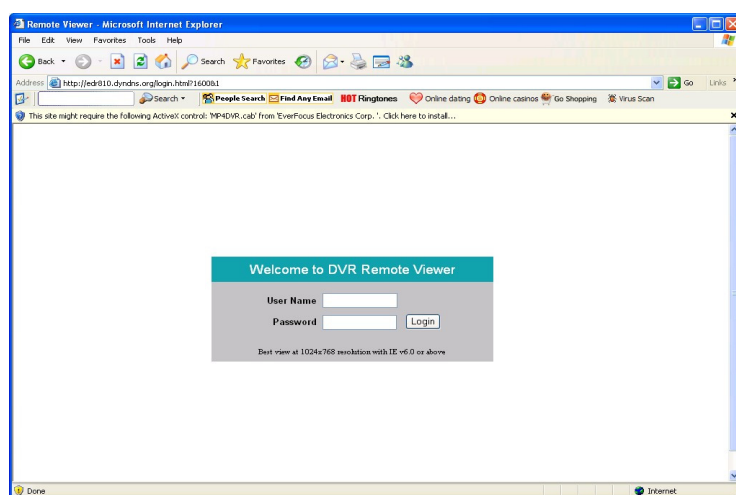 Remote Viewer - Microsoft Internet Explorer
File Edit View Favorites Tools Help
Back Search Favorites
Address http://edr810.dyndns.org/login.html?1600&1 Go Links
Search People Search Find Any Email HOT Ringtones Online dating Online casinos Go Shopping Virus Scan
This site might require the following ActiveX control: 'MP4DVR.cab' from 'EverFocus Electronics Corp. '. Click here to install...
Welcome to DVR Remote Viewer
User Name
Password Login
Best view at 1024x768 resolution with IE v6.0 or above
Done Internet